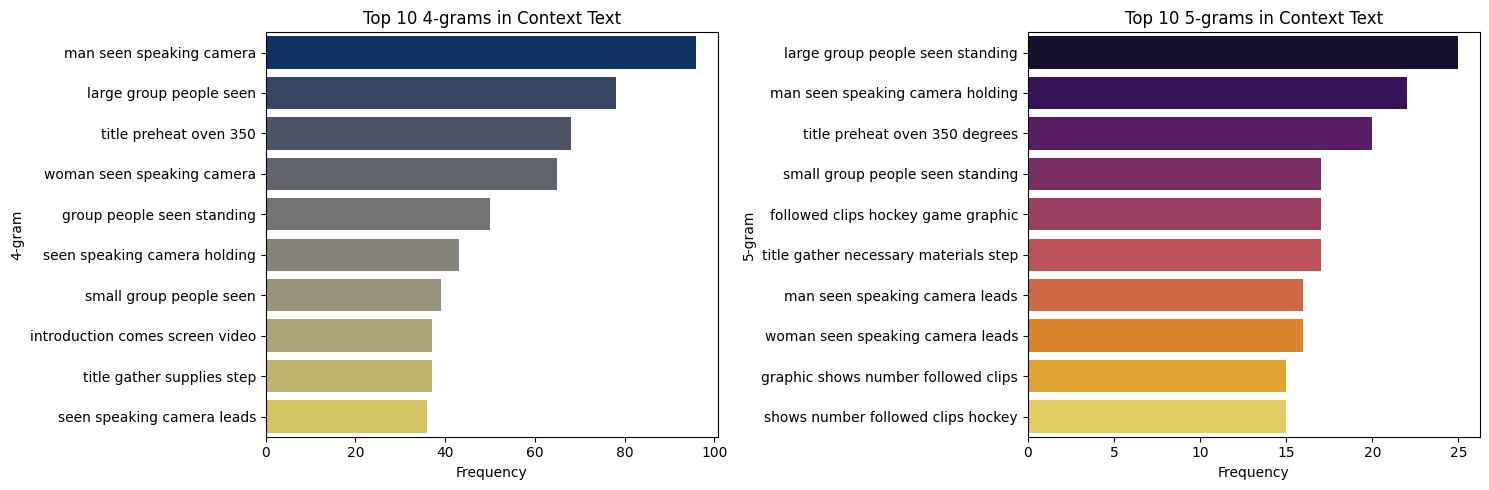 Top 10 4-grams in Context Text
4-gram
man seen speaking camera
large group people seen
title preheat oven 350
woman seen speaking camera
group people seen standing
seen speaking camera holding
small group people seen
introduction comes screen video
title gather supplies step
seen speaking camera leads
0 20 40 60 80 100
Frequency
Top 10 5-grams in Context Text
5-gram
large group people seen standing
man seen speaking camera holding
title preheat oven 350 degrees
small group people seen standing
followed clips hockey game graphic
title gather necessary materials step
man seen speaking camera leads
woman seen speaking camera leads
graphic shows number followed clips
shows number followed clips hockey
0 5 10 15 20 25
Frequency